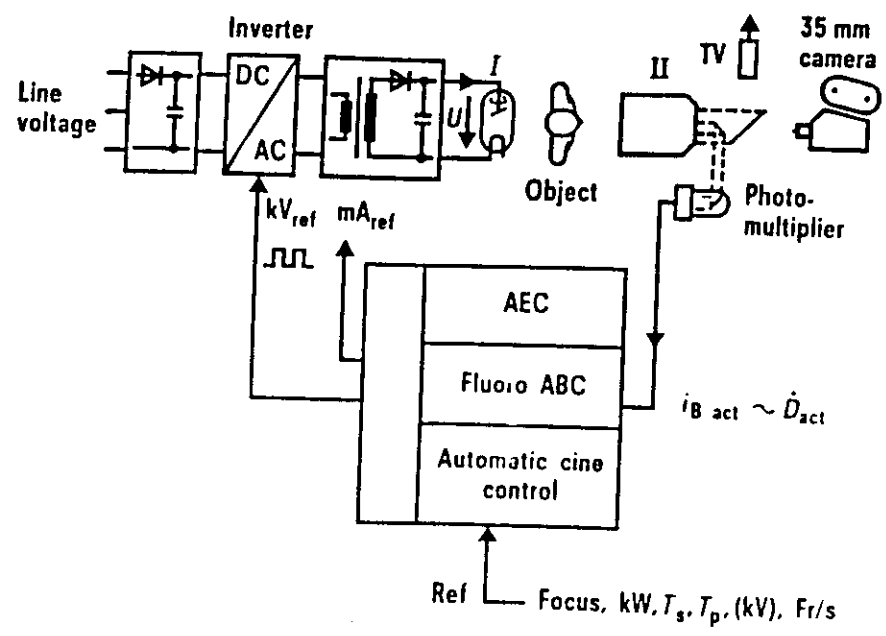 Inverter
Line
voltage
DC
AC
I
U
Object
II
TV
35 mm
camera
Photo-
multiplier
kV_ref
mA_ref
AEC
Fluoro ABC
Automatic cine
control
i_B act ~ Ḋ_act
Ref
Focus, kW, T_s, T_p, (kV), Fr/s